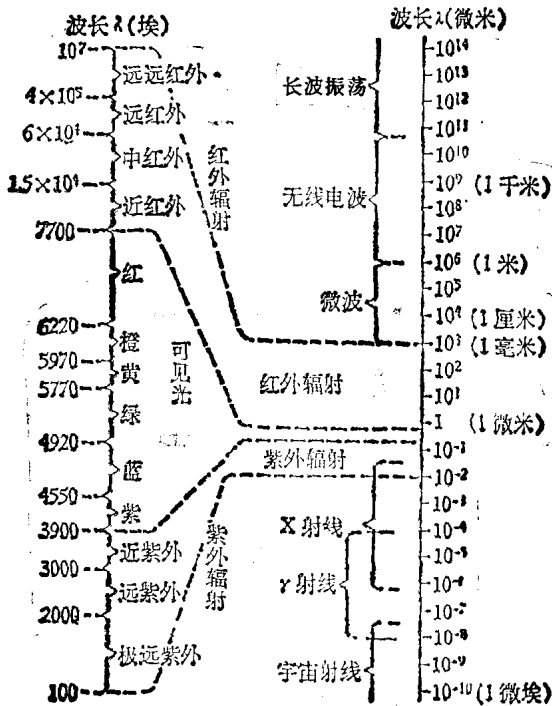 波长λ(埃)
10⁷
远远红外
4×10⁵
远红外
6×10⁴
中红外
1.5×10⁴
近红外
7700
红
6220
橙
5970
黄
5770
绿
4920
蓝
4550
紫
3900
近紫外
3000
远紫外
2000
极远紫外
100
红外辐射
可见光
紫外辐射
波长λ(微米)
10¹⁴
10¹³
长波振荡
10¹²
10¹¹
10¹⁰
10⁹ (1千米)
无线电波
10⁸
10⁷
10⁶ (1米)
10⁵
微波
10⁴ (1厘米)
10³ (1毫米)
10²
红外辐射
10¹
1 (1微米)
10⁻¹
紫外辐射
10⁻²
10⁻³
X射线
10⁻⁴
10⁻⁵
γ射线
10⁻⁶
10⁻⁷
10⁻⁸
10⁻⁹
宇宙射线
10⁻¹⁰ (1微埃)